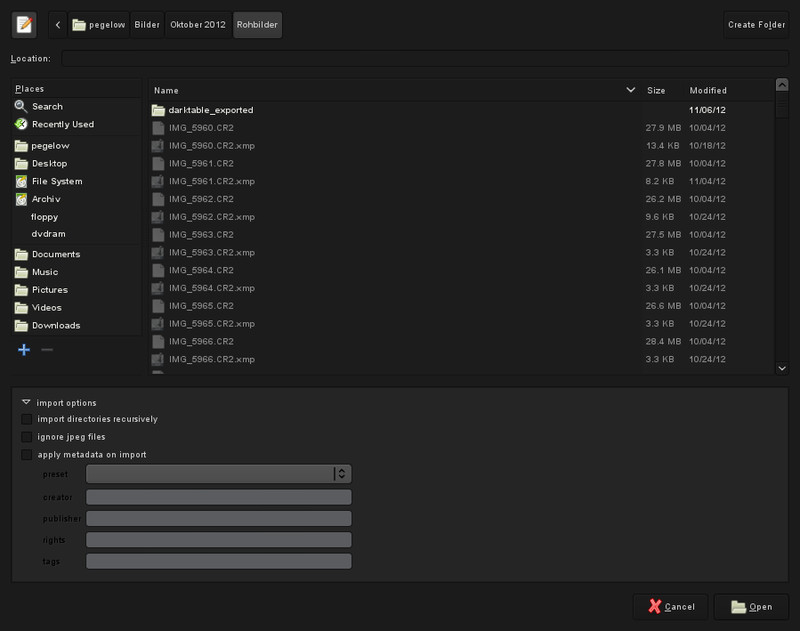 pegelow Bilder Oktober 2012 Rohbilder Create Folder
Location:
Places
Search
Recently Used
pegelow
Desktop
File System
Archiv
floppy
dvdram
Documents
Music
Pictures
Videos
Downloads
Name Size Modified
darktable_exported 11/06/12
IMG_5960.CR2 27.9 MB 10/04/12
IMG_5960.CR2.xmp 13.4 KB 10/18/12
IMG_5961.CR2 27.8 MB 10/04/12
IMG_5961.CR2.xmp 8.2 KB 11/04/12
IMG_5962.CR2 26.2 MB 10/04/12
IMG_5962.CR2.xmp 9.6 KB 10/24/12
IMG_5963.CR2 27.5 MB 10/04/12
IMG_5963.CR2.xmp 3.3 KB 10/24/12
IMG_5964.CR2 26.1 MB 10/04/12
IMG_5964.CR2.xmp 3.3 KB 10/24/12
IMG_5965.CR2 26.6 MB 10/04/12
IMG_5965.CR2.xmp 3.3 KB 10/24/12
IMG_5966.CR2 28.4 MB 10/04/12
IMG_5966.CR2.xmp 3.3 KB 10/24/12
import options
import directories recursively
ignore jpeg files
apply metadata on import
preset
creator
publisher
rights
tags
Cancel Open